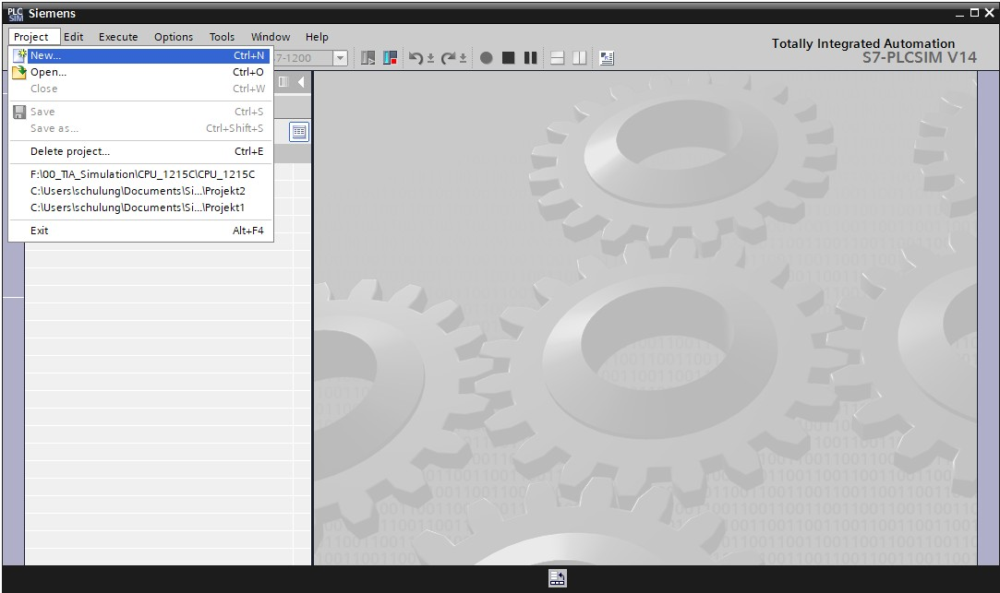 PLC SIM Siemens
Project Edit Execute Options Tools Window Help
Totally Integrated Automation
S7-PLCSIM V14
7-1200
New... Ctrl+N
Open... Ctrl+O
Close Ctrl+W
Save Ctrl+S
Save as... Ctrl+Shift+S
Delete project... Ctrl+E
F:\00_TIA_Simulation\CPU_1215C\CPU_1215C
C:\Users\schulung\Documents\Si...\Projekt2
C:\Users\schulung\Documents\Si...\Projekt1
Exit Alt+F4